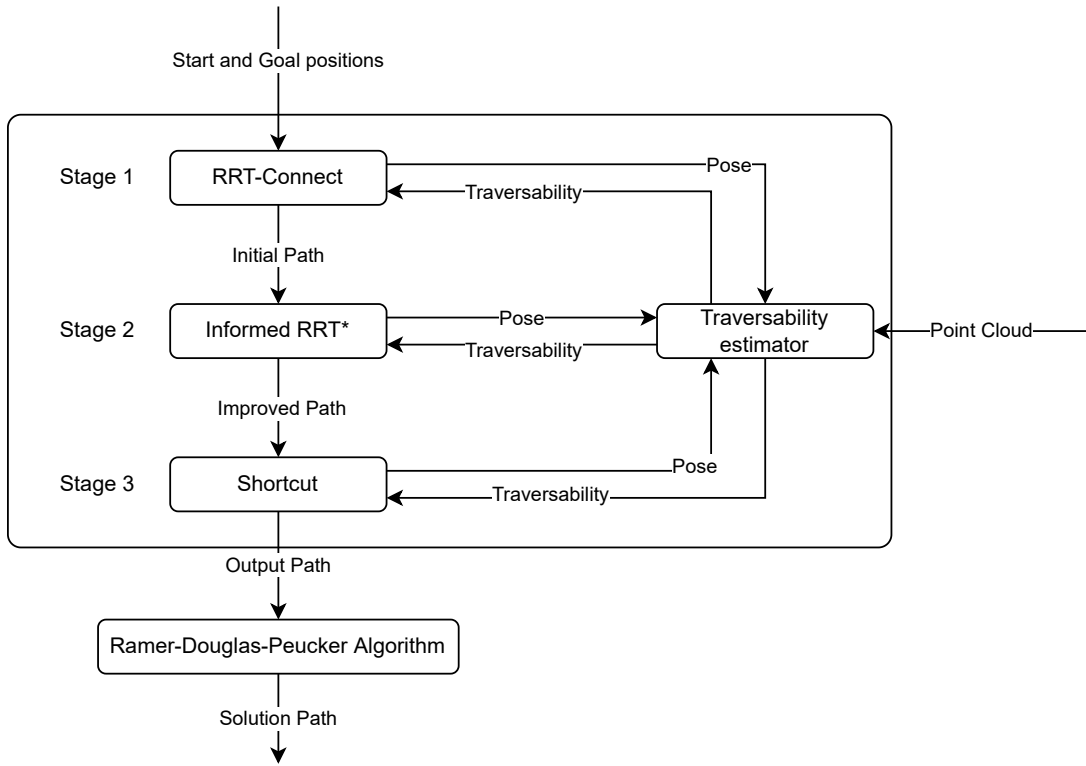 Start and Goal positions
Stage 1
RRT-Connect
Pose
Traversability
Initial Path
Stage 2
Informed RRT*
Pose
Traversability
Traversability
estimator
Point Cloud
Improved Path
Stage 3
Shortcut
Pose
Traversability
Output Path
Ramer-Douglas-Peucker Algorithm
Solution Path